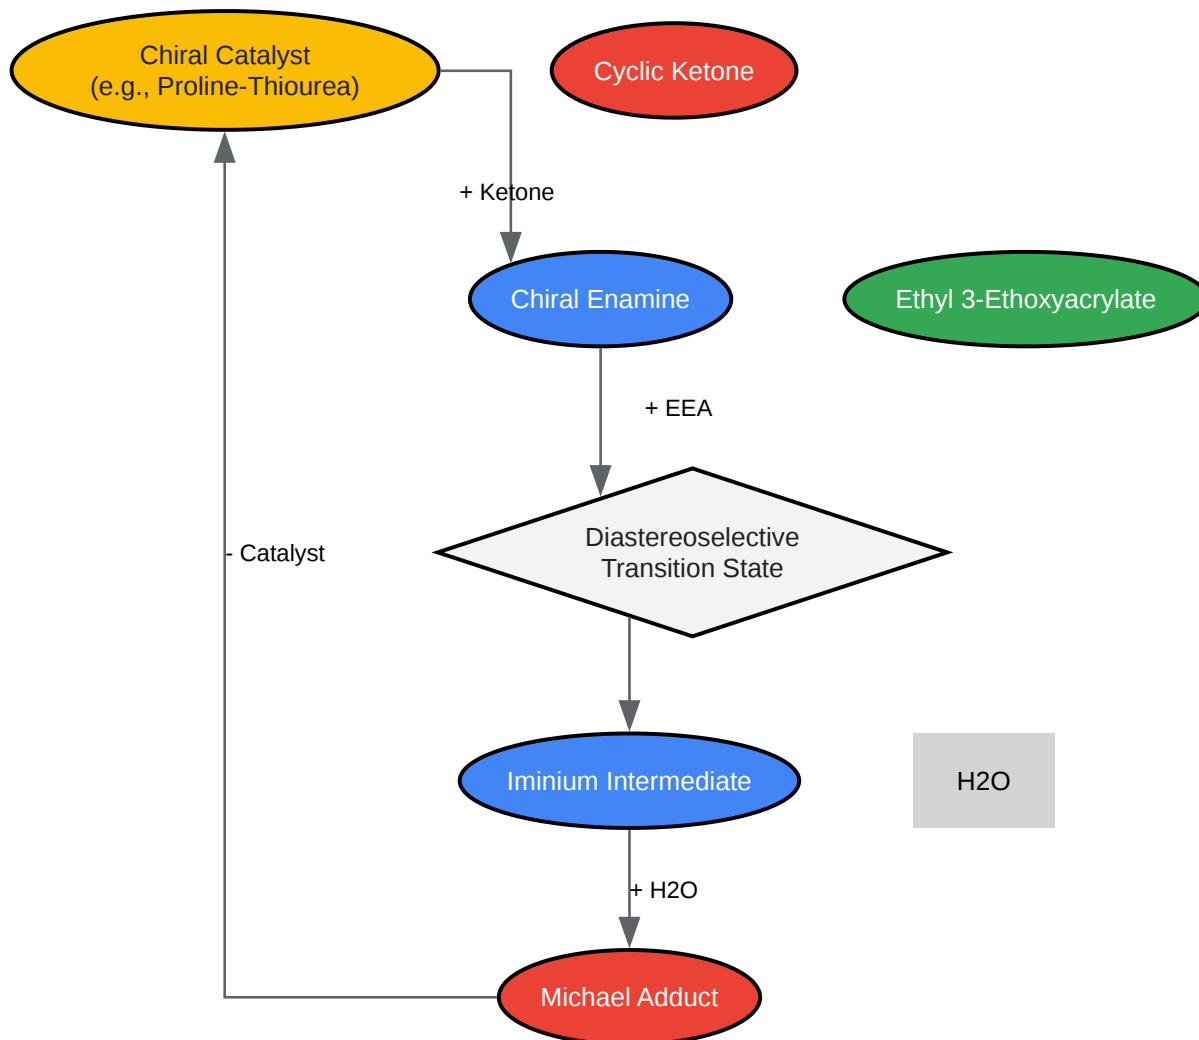 Chiral Catalyst
(e.g., Proline-Thiourea)
Cyclic Ketone
+ Ketone
Chiral Enamine
Ethyl 3-Ethoxyacrylate
+ EEA
Diastereoselective
Transition State
- Catalyst
Iminium Intermediate
H2O
+ H2O
Michael Adduct